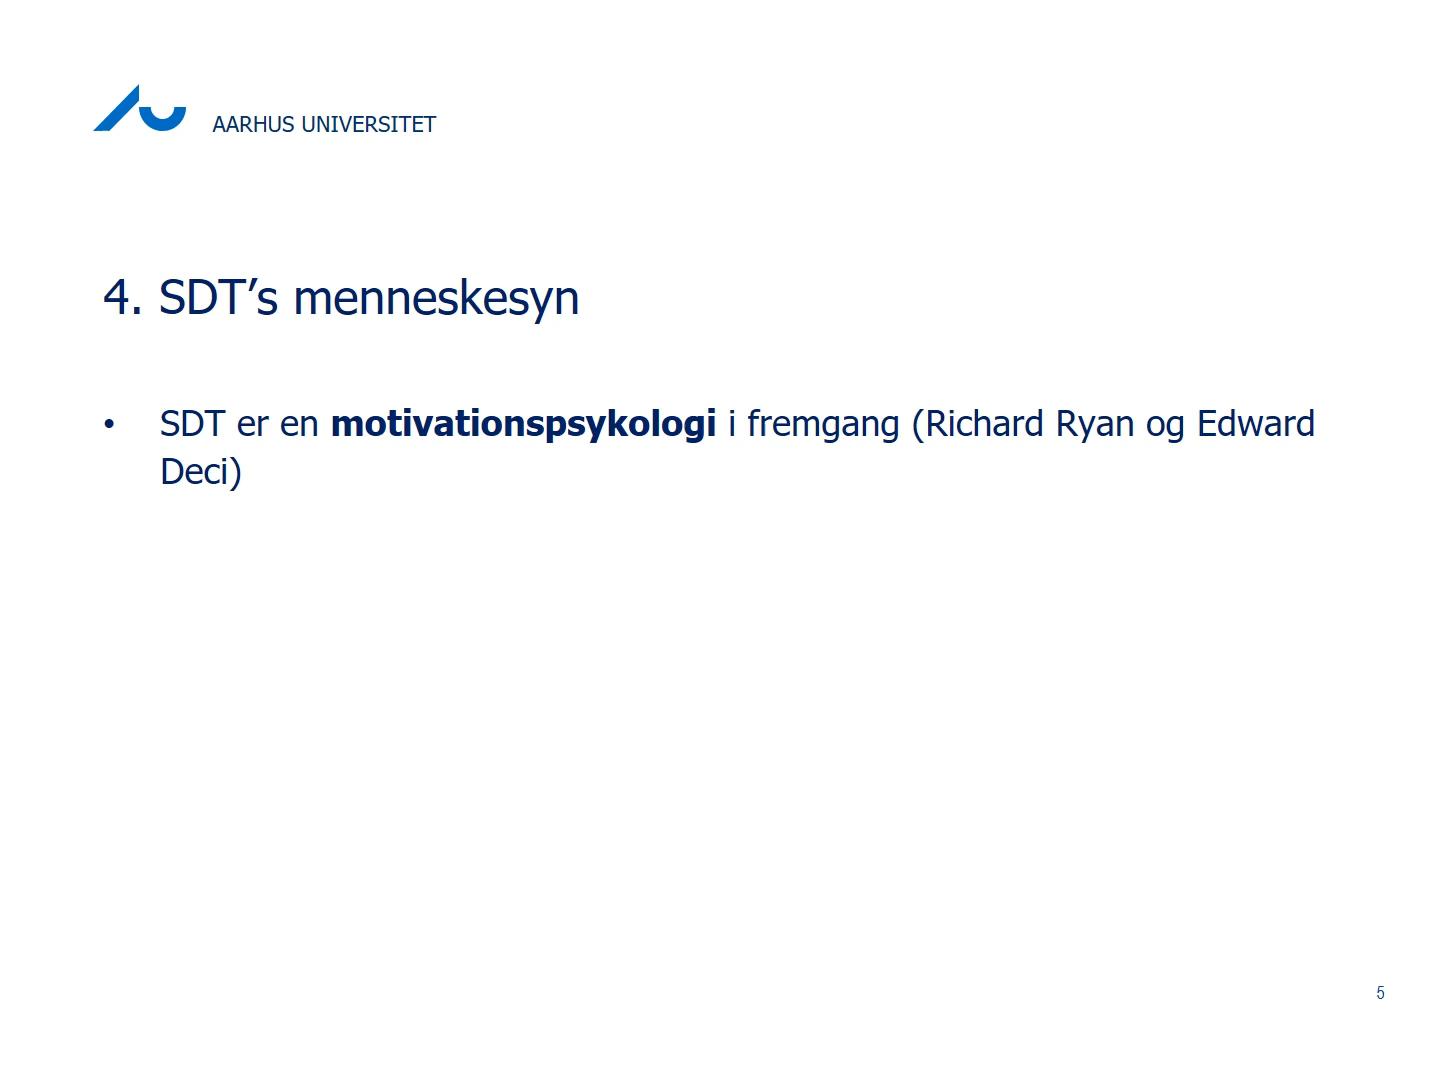 AARHUS UNIVERSITET
4. SDT’s menneskesyn
• SDT er en motivationspsykologi i fremgang (Richard Ryan og Edward
Deci)
5